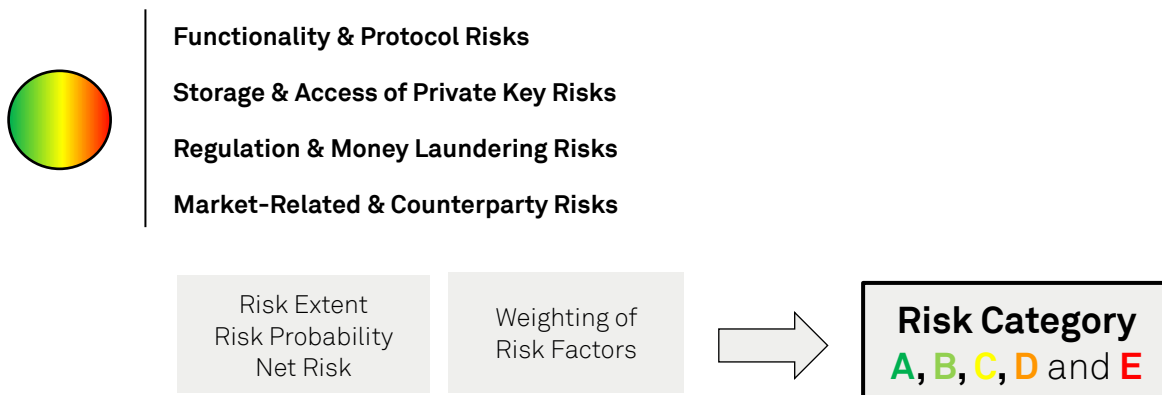 Functionality & Protocol Risks
Storage & Access of Private Key Risks
Regulation & Money Laundering Risks
Market-Related & Counterparty Risks
Risk Extent
Risk Probability
Net Risk
Weighting of
Risk Factors
Risk Category
A, B, C, D and E